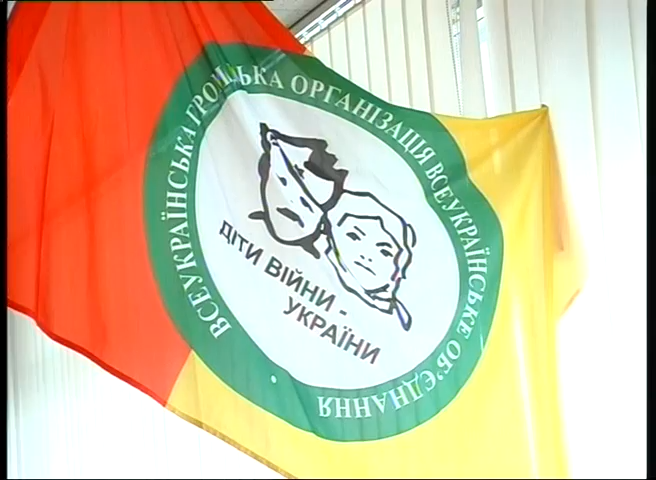 ВСЕУКРАЇНСЬКА ГРОМАДСЬКА ОРГАНІЗАЦІЯ ВСЕУКРАЇНСЬКЕ ОБ'ЄДНАННЯ
ДІТИ ВІЙНИ -
УКРАЇНИ